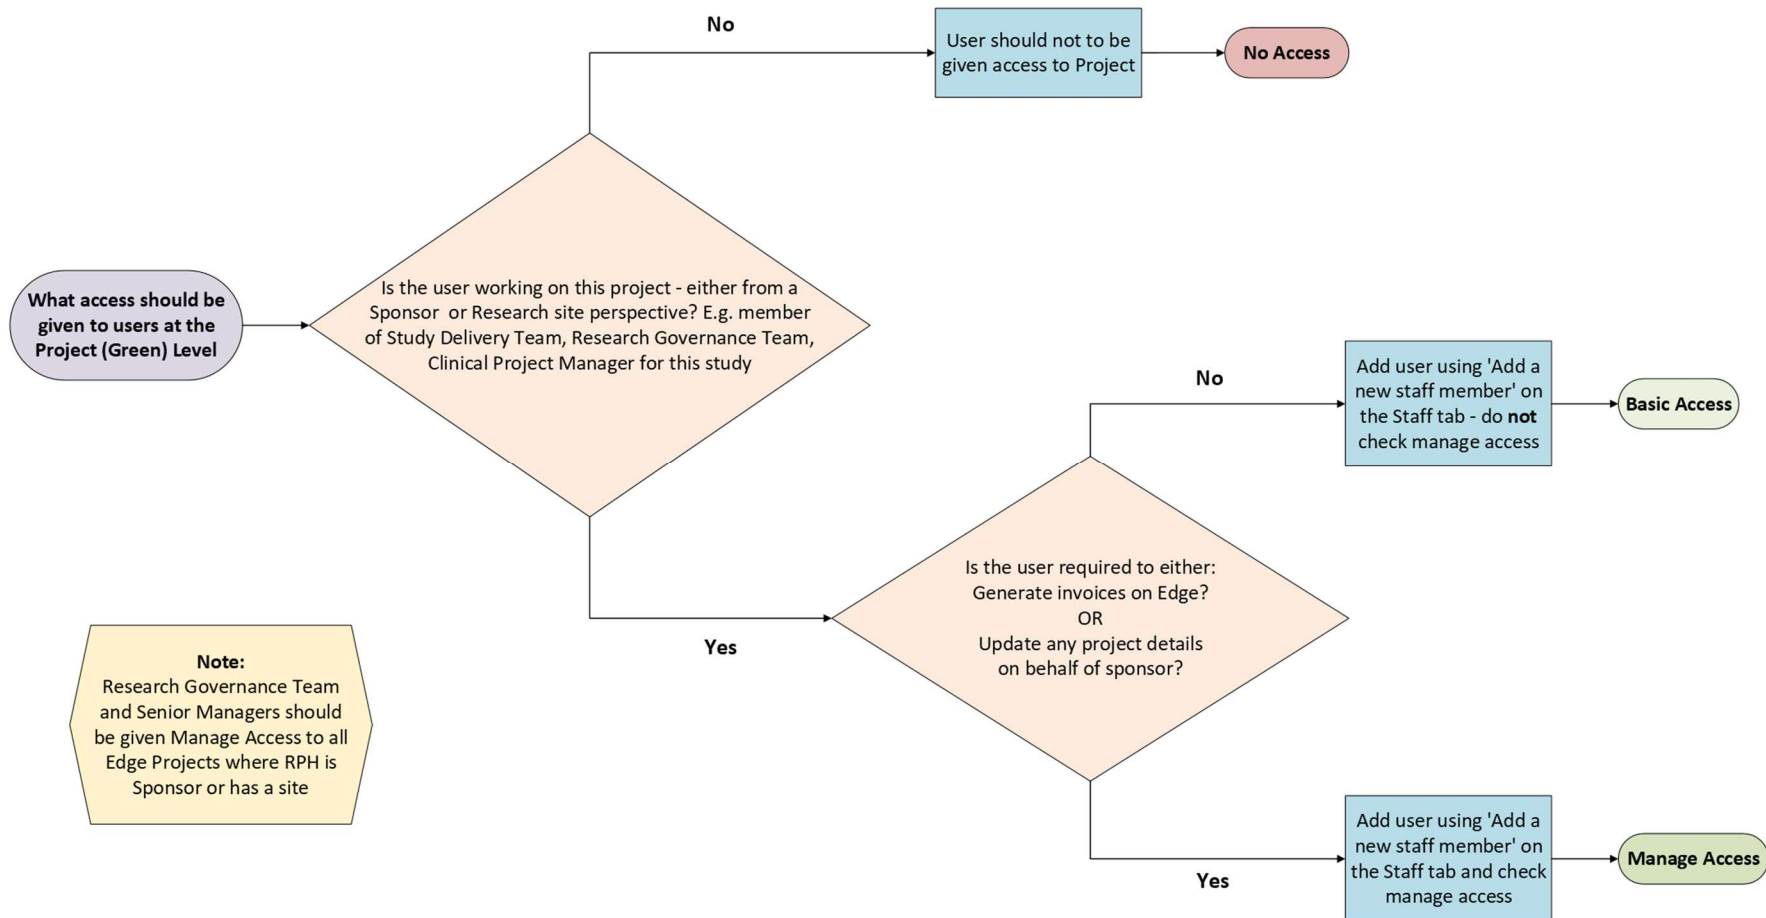 No
User should not to be
given access to Project
No Access
What access should be
given to users at the
Project (Green) Level
Is the user working on this project - either from a
Sponsor or Research site perspective? E.g. member
of Study Delivery Team, Research Governance Team,
Clinical Project Manager for this study
No
Add user using 'Add a
new staff member' on
the Staff tab - do not
check manage access
Basic Access
Yes
Is the user required to either:
Generate invoices on Edge?
OR
Update any project details
on behalf of sponsor?
Note:
Research Governance Team
and Senior Managers should
be given Manage Access to all
Edge Projects where RPH is
Sponsor or has a site
Yes
Add user using 'Add a
new staff member' on
the Staff tab and check
manage access
Manage Access